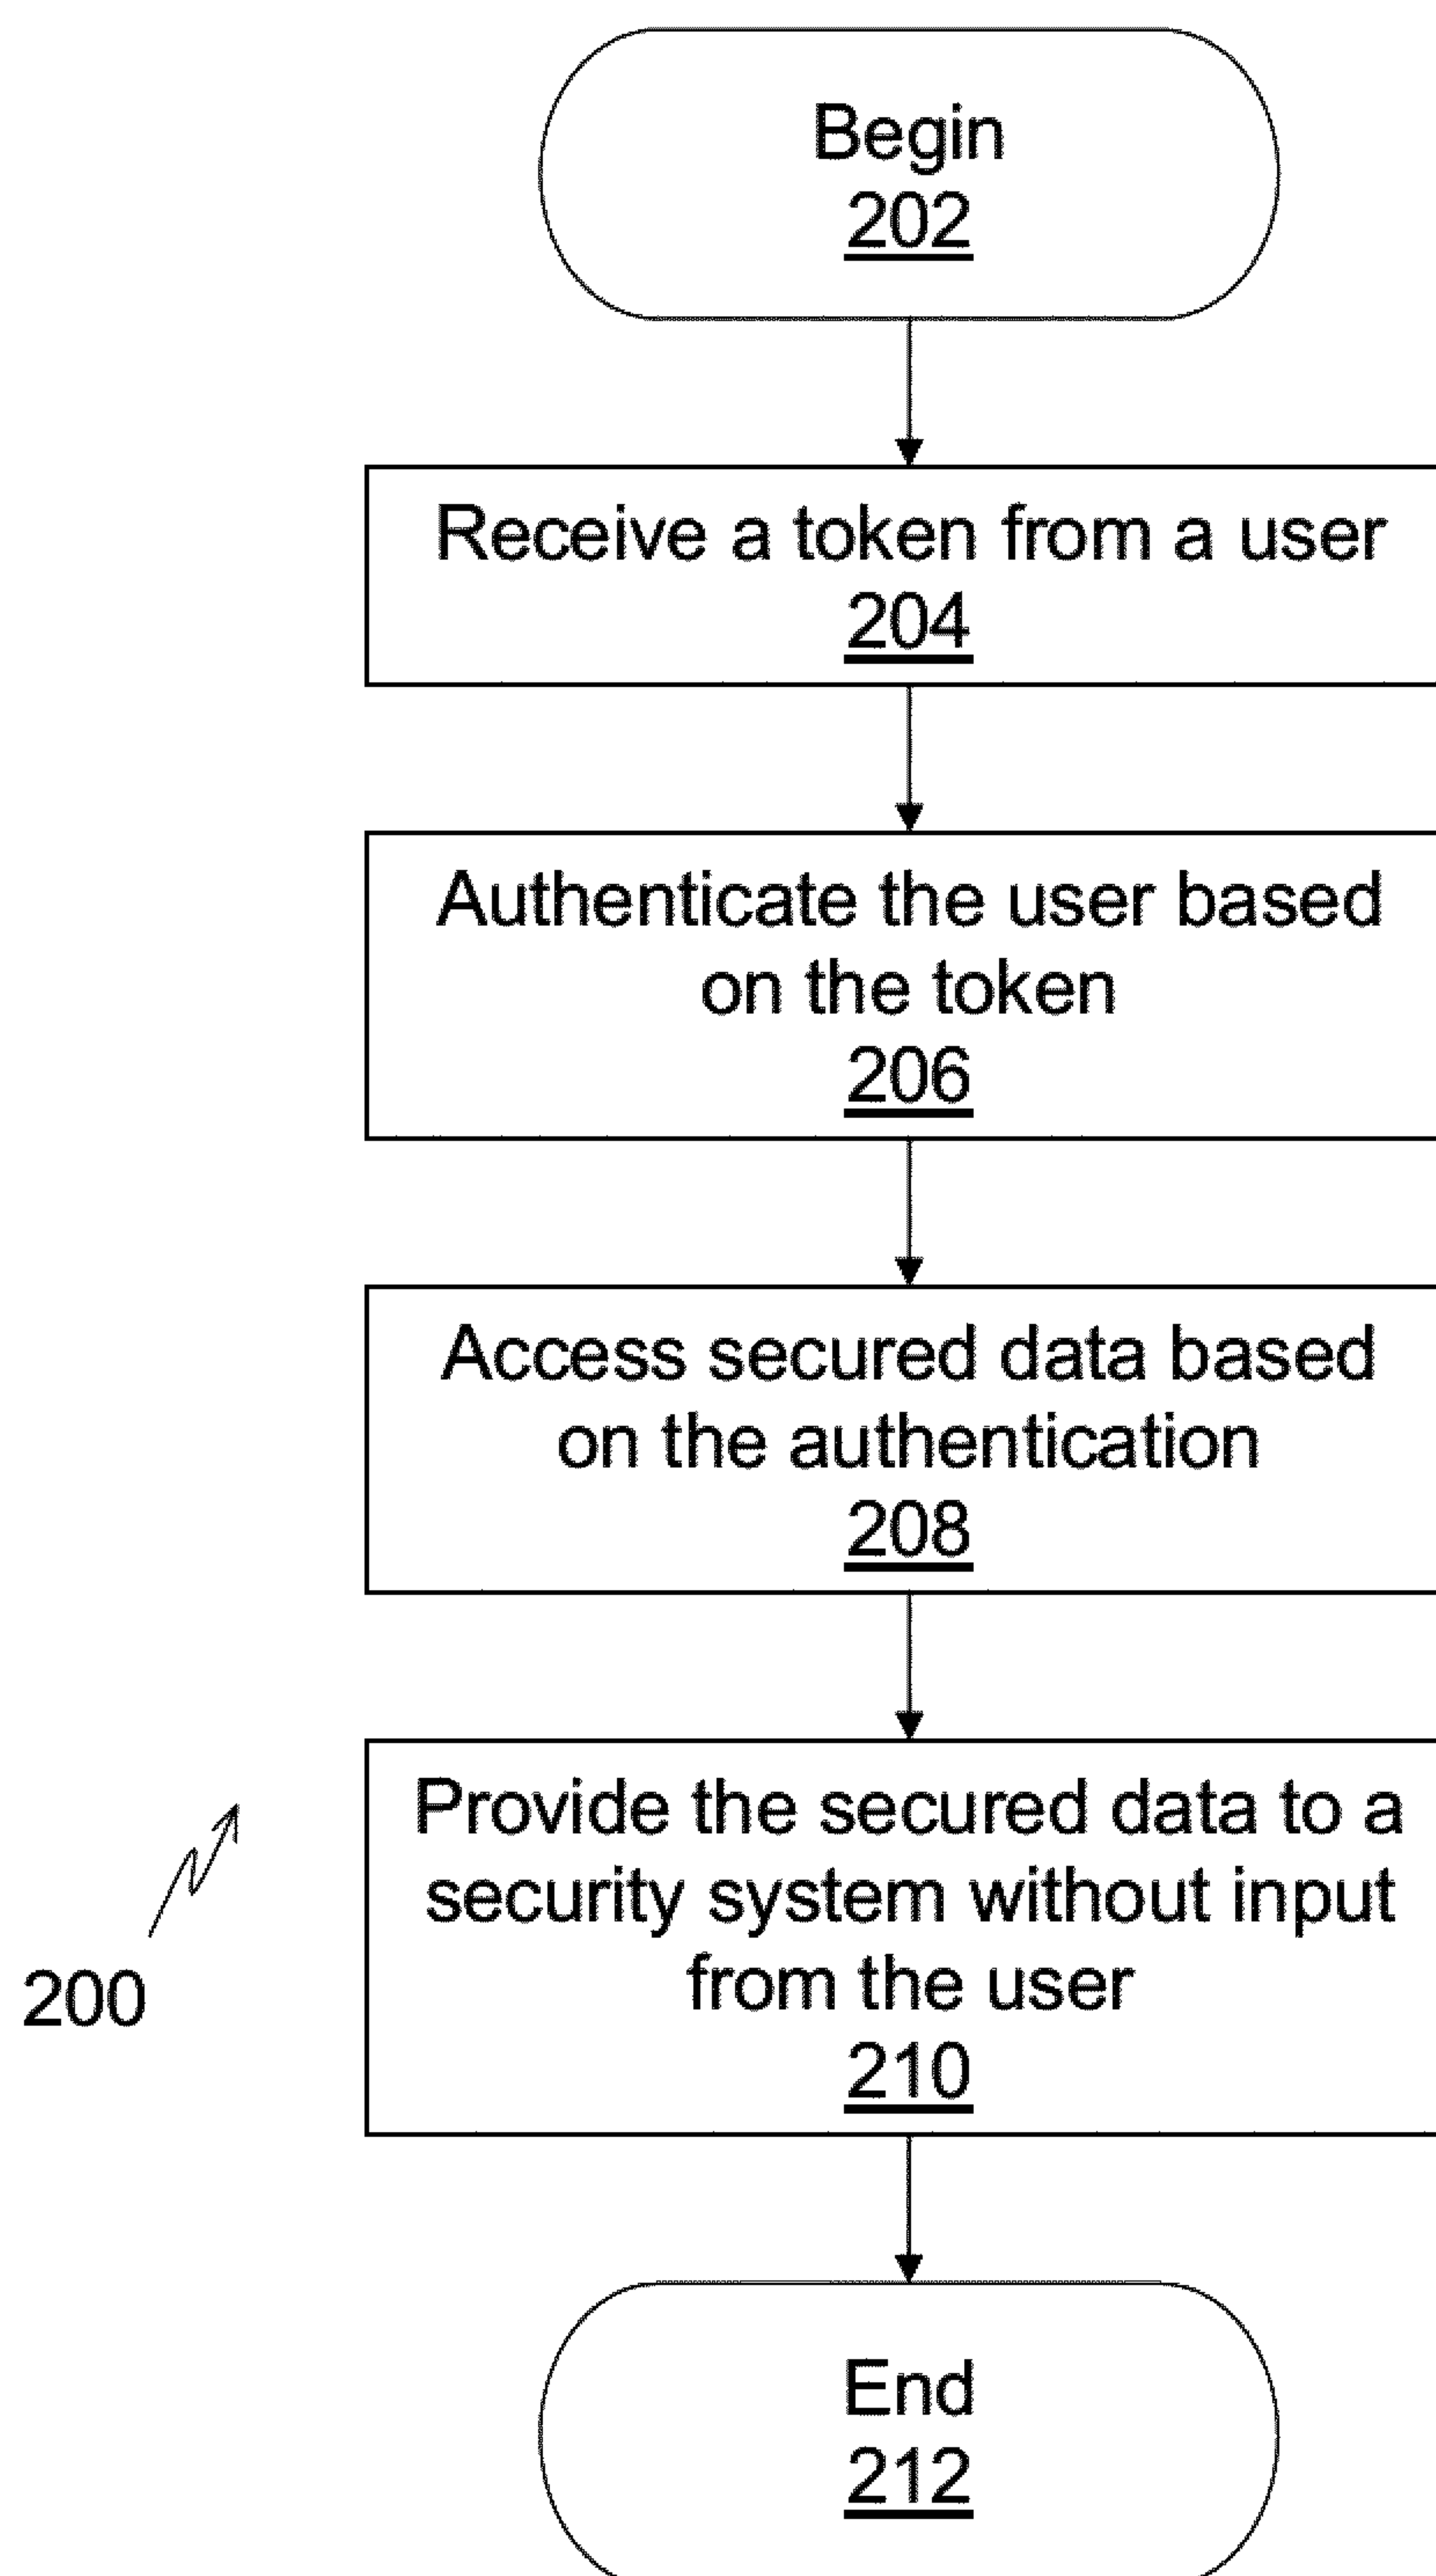 Begin
202
Receive a token from a user
204
Authenticate the user based
on the token
206
Access secured data based
on the authentication
208
Provide the secured data to a
security system without input
from the user
210
200
End
212